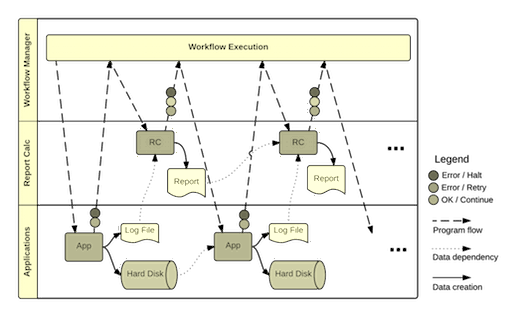 Workflow Manager
Workflow Execution
Report Calc
RC
RC
Report
Report
...
Legend
Error / Halt
Error / Retry
OK / Continue
Program flow
Data dependency
Data creation
Applications
App
Log File
Hard Disk
App
Log File
Hard Disk
...